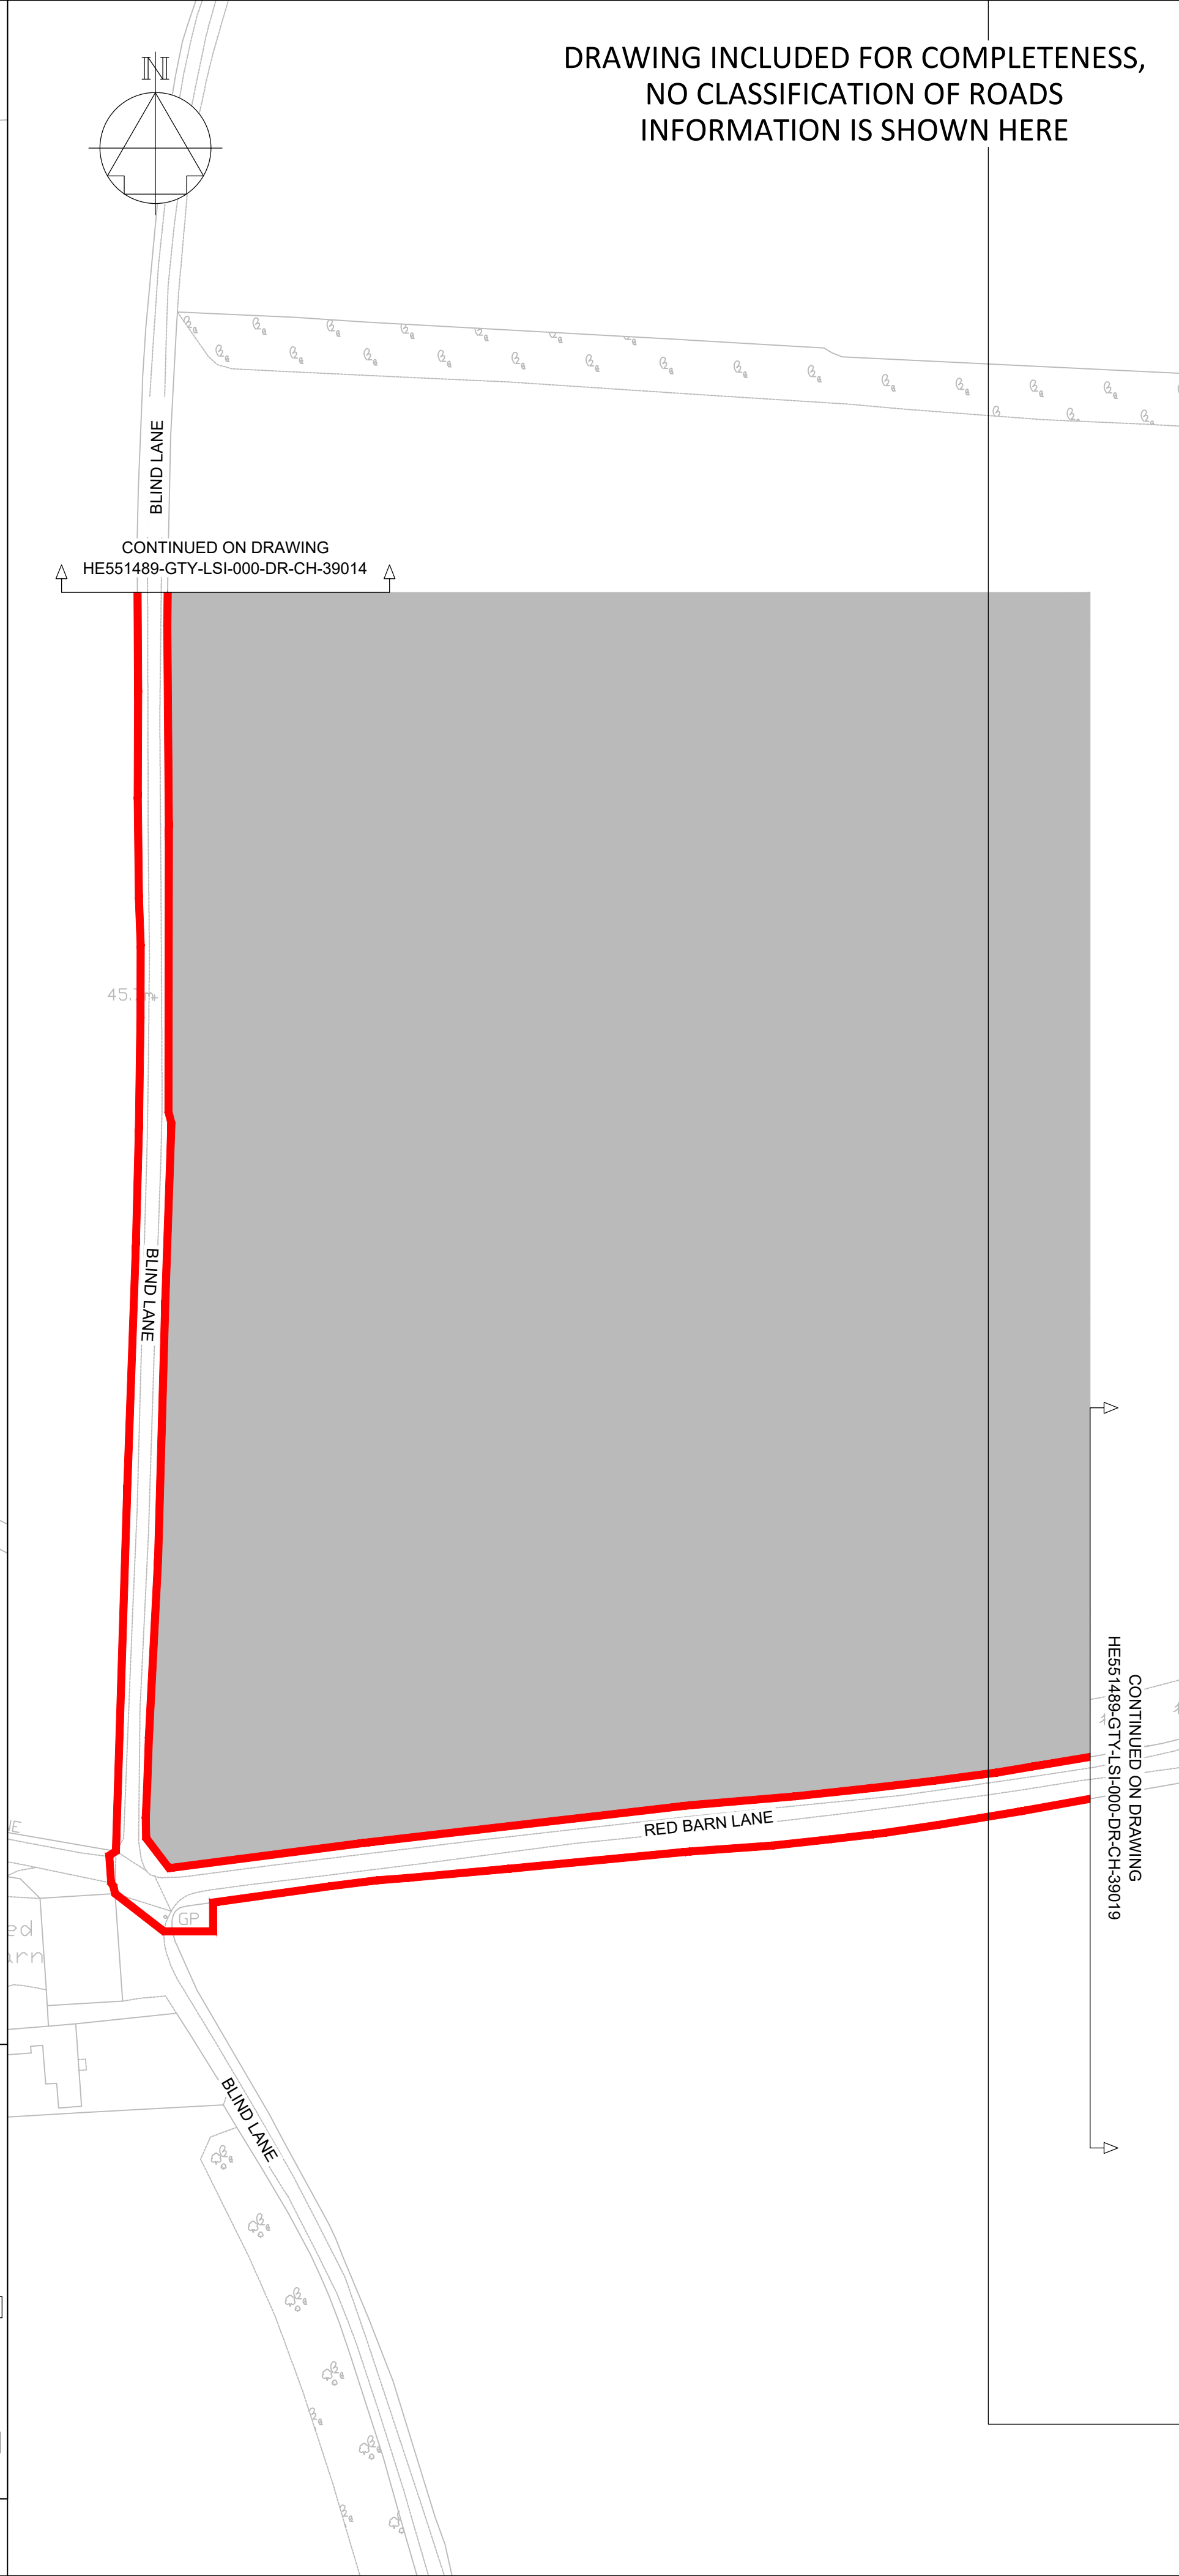 N
DRAWING INCLUDED FOR COMPLETENESS,
NO CLASSIFICATION OF ROADS
INFORMATION IS SHOWN HERE
BLIND LANE
CONTINUED ON DRAWING
HE551489-GTY-LSI-000-DR-CH-39014
BLIND LANE
CONTINUED ON DRAWING
HE551489-GTY-LSI-000-DR-CH-39019
RED BARN LANE
GP
BLIND LANE